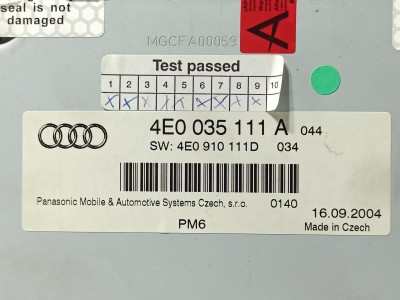 seal is not
damaged
MGCFA00059
A
Test passed
1 2 3 4 5 6 7 8 9 10
x x x x x x x x x
4E0 035 111 A 044
SW: 4E0 910 111D 034
Panasonic Mobile & Automotive Systems Czech, s.r.o. 0140
16.09.2004
PM6
Made in Czech